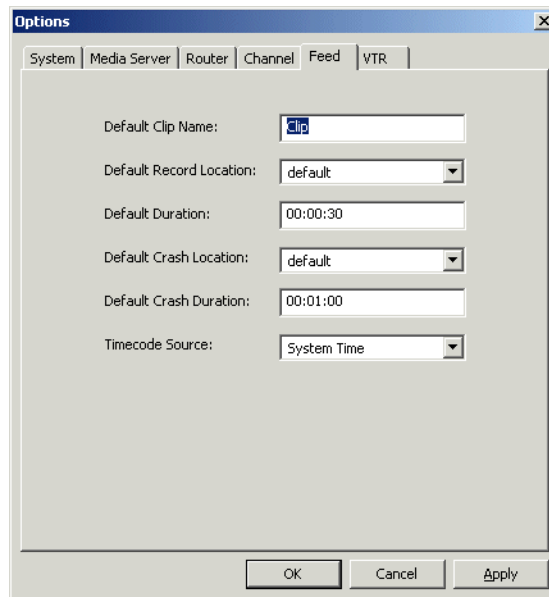 Options
System Media Server Router Channel Feed VTR
Default Clip Name: Clip
Default Record Location: default
Default Duration: 00:00:30
Default Crash Location: default
Default Crash Duration: 00:01:00
Timecode Source: System Time
OK Cancel Apply